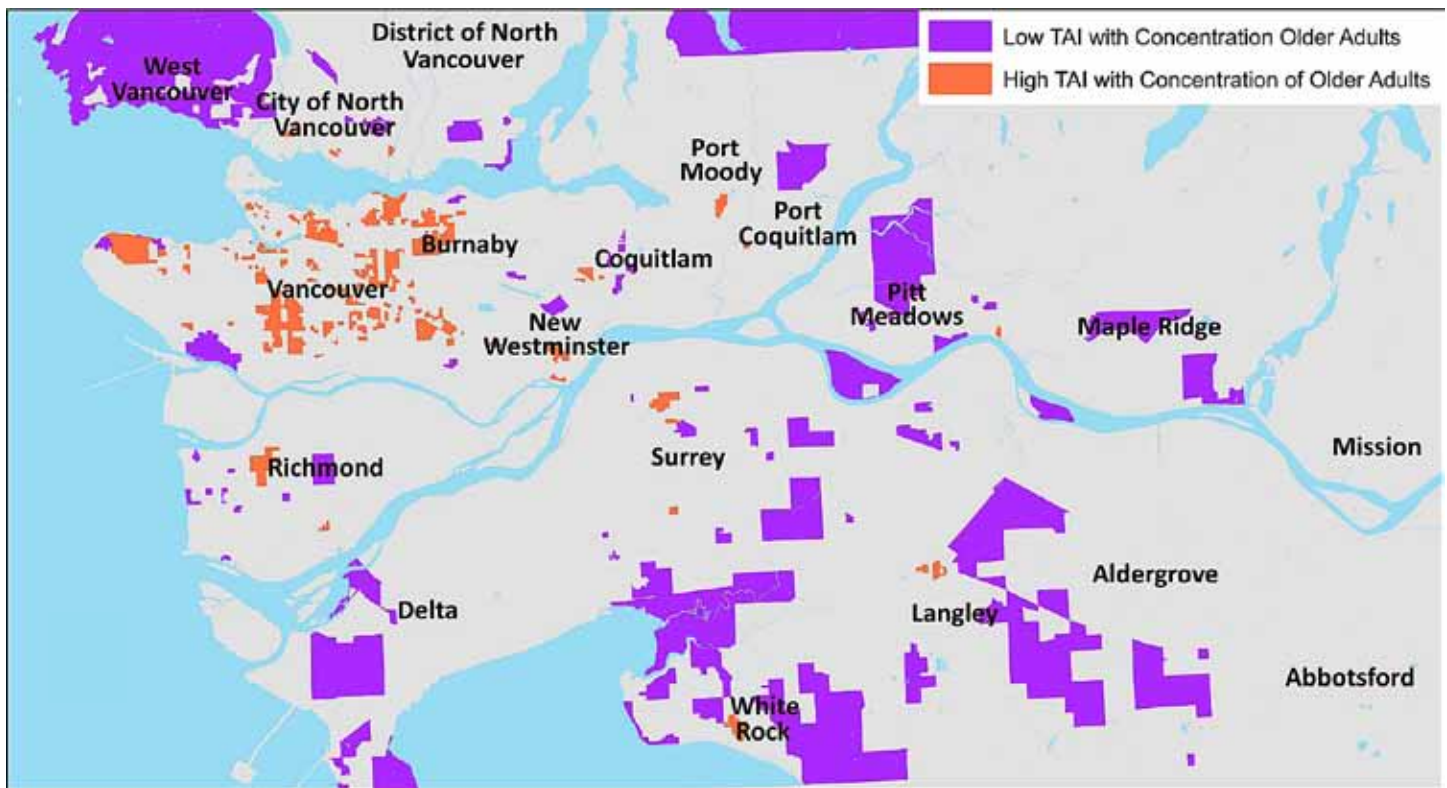 Low TAI with Concentration Older Adults
High TAI with Concentration of Older Adults
District of North
Vancouver
West
Vancouver
City of North
Vancouver
Port
Moody
Port
Coquitlam
Burnaby
Coquitlam
Vancouver
Pitt
Meadows
New
Westminster
Maple Ridge
Mission
Richmond
Surrey
Aldergrove
Delta
Langley
Abbotsford
White
Rock